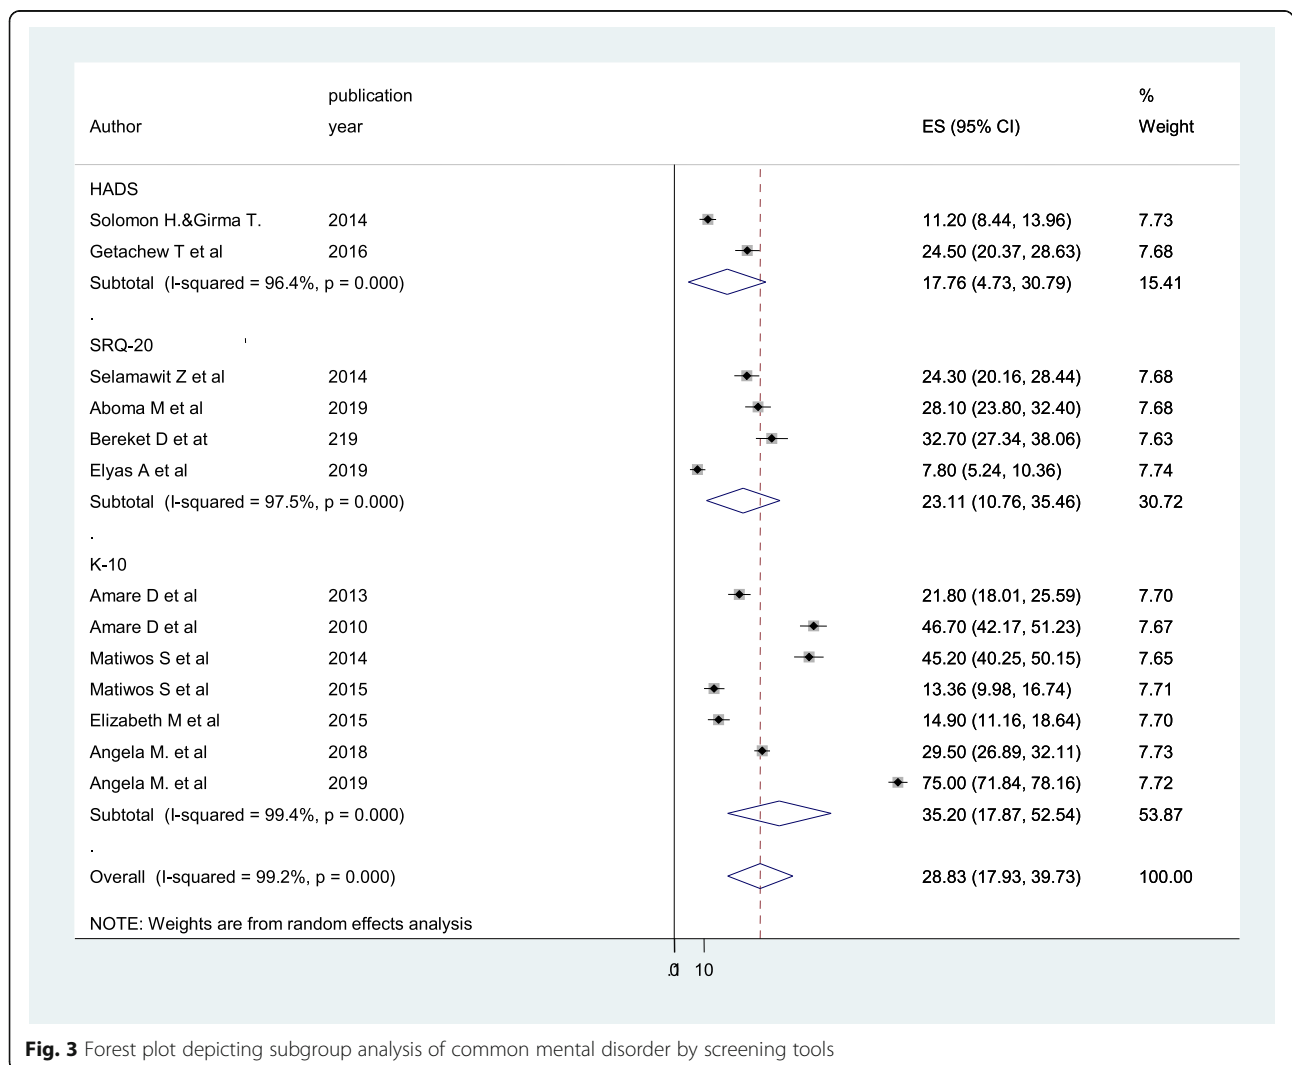 publication %
Author year ES (95% CI) Weight
HADS
Solomon H.&Girma T. 2014 11.20 (8.44, 13.96) 7.73
Getachew T et al 2016 24.50 (20.37, 28.63) 7.68
Subtotal (I-squared = 96.4%, p = 0.000) 17.76 (4.73, 30.79) 15.41
.
SRQ-20
Selamawit Z et al 2014 24.30 (20.16, 28.44) 7.68
Aboma M et al 2019 28.10 (23.80, 32.40) 7.68
Bereket D et at 219 32.70 (27.34, 38.06) 7.63
Elyas A et al 2019 7.80 (5.24, 10.36) 7.74
Subtotal (I-squared = 97.5%, p = 0.000) 23.11 (10.76, 35.46) 30.72
.
K-10
Amare D et al 2013 21.80 (18.01, 25.59) 7.70
Amare D et al 2010 46.70 (42.17, 51.23) 7.67
Matiwos S et al 2014 45.20 (40.25, 50.15) 7.65
Matiwos S et al 2015 13.36 (9.98, 16.74) 7.71
Elizabeth M et al 2015 14.90 (11.16, 18.64) 7.70
Angela M. et al 2018 29.50 (26.89, 32.11) 7.73
Angela M. et al 2019 75.00 (71.84, 78.16) 7.72
Subtotal (I-squared = 99.4%, p = 0.000) 35.20 (17.87, 52.54) 53.87
.
Overall (I-squared = 99.2%, p = 0.000) 28.83 (17.93, 39.73) 100.00
NOTE: Weights are from random effects analysis
10
Fig. 3 Forest plot depicting subgroup analysis of common mental disorder by screening tools